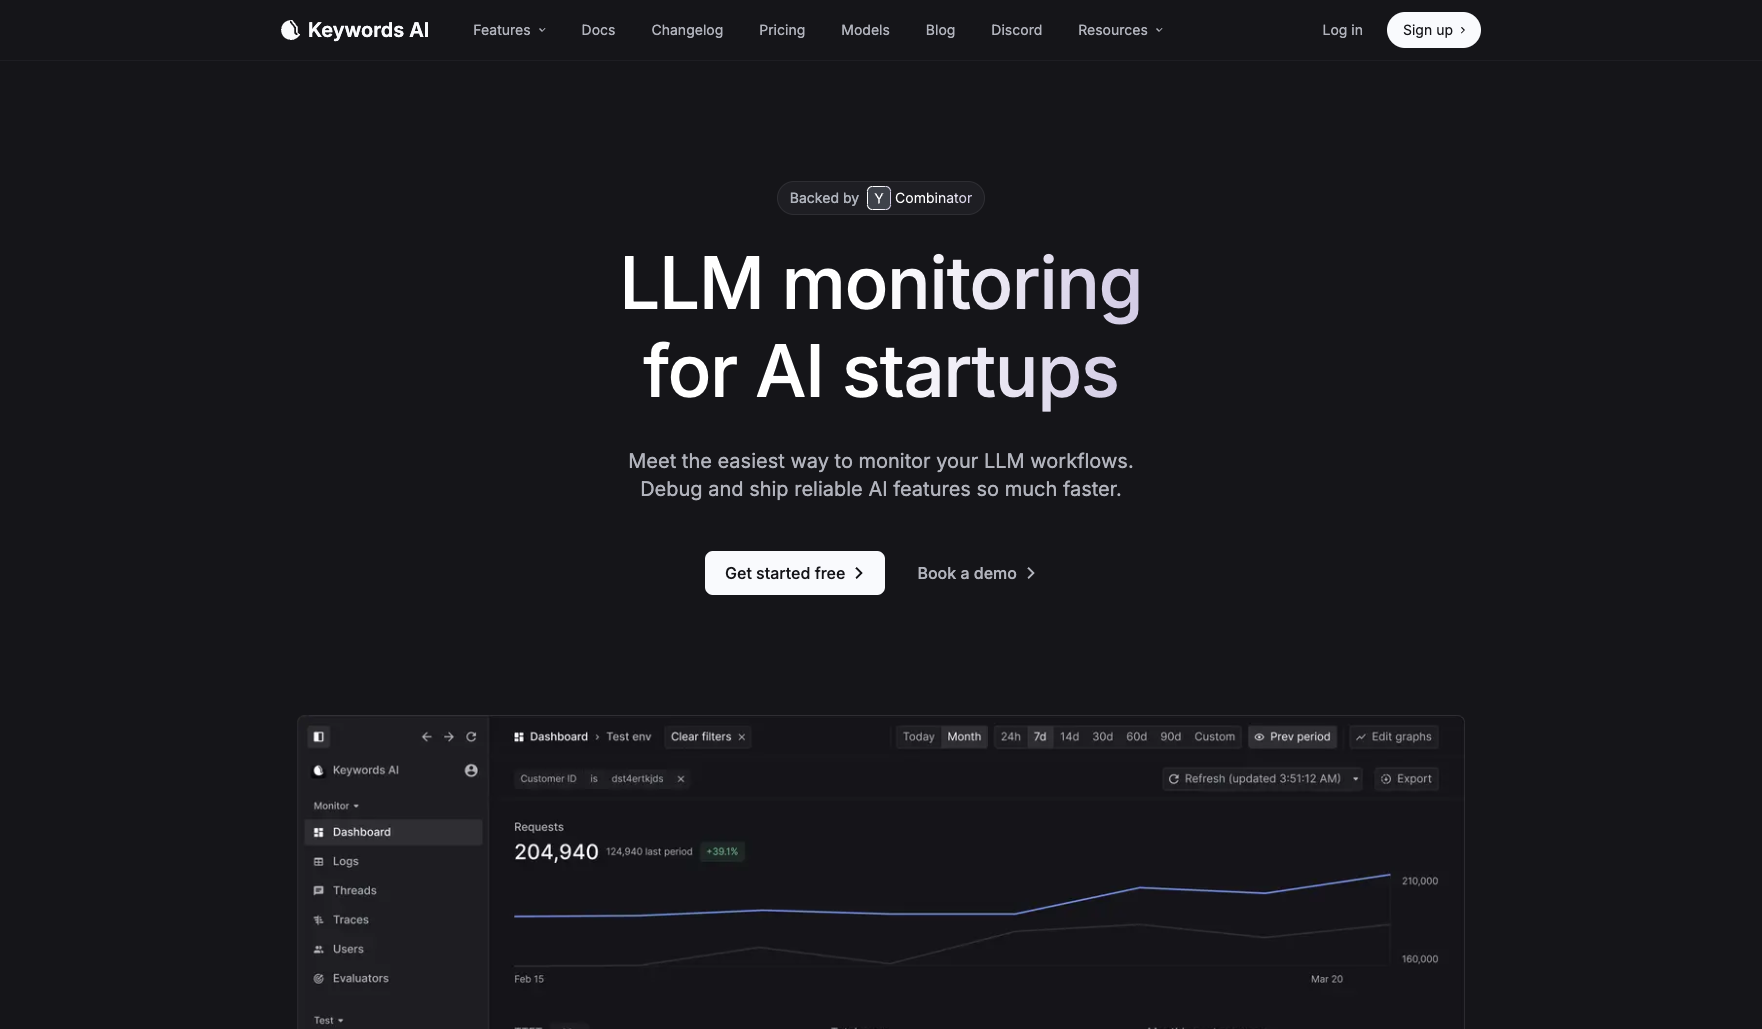 Keywords AI
Features
Docs
Changelog
Pricing
Models
Blog
Discord
Resources
Log in
Sign up
Backed by Y Combinator
LLM monitoring
for AI startups
Meet the easiest way to monitor your LLM workflows.
Debug and ship reliable AI features so much faster.
Get started free
Book a demo
Keywords AI
Monitor
Dashboard
Logs
Threads
Traces
Users
Evaluators
Test
Dashboard › Test env
Clear filters ×
Today
Month
24h
7d
14d
30d
60d
90d
Custom
Prev period
Edit graphs
Customer ID is dst4ertkjds ×
Refresh (updated 3:51:12 AM)
Export
Requests
204,940 124,940 last period +39.1%
210,000
160,000
Feb 15
Mar 20